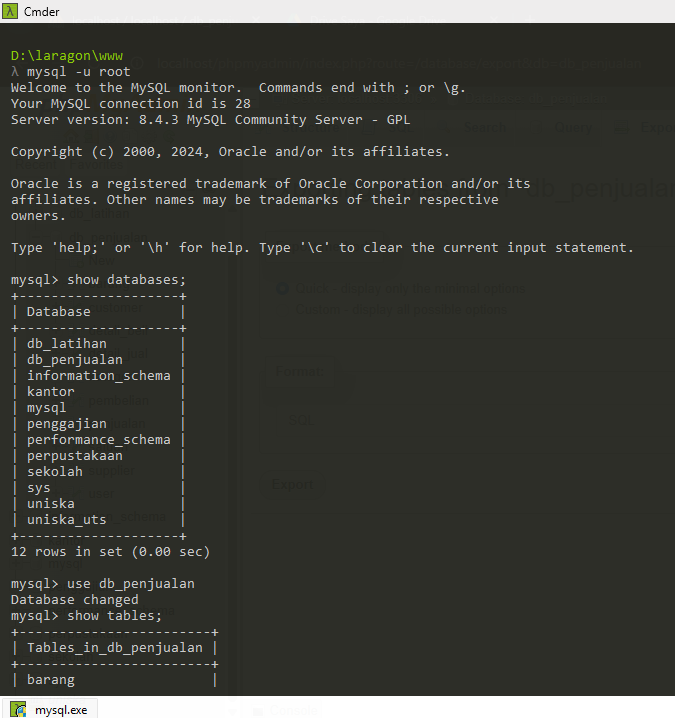 Cmder
D:\laragon\www
λ mysql -u root
Welcome to the MySQL monitor.  Commands end with ; or \g.
Your MySQL connection id is 28
Server version: 8.4.3 MySQL Community Server - GPL
Copyright (c) 2000, 2024, Oracle and/or its affiliates.
Oracle is a registered trademark of Oracle Corporation and/or its
affiliates. Other names may be trademarks of their respective
owners.
Type 'help;' or '\h' for help. Type '\c' to clear the current input statement.
mysql> show databases;
+--------------------+
| Database           |
+--------------------+
| db_latihan         |
| db_penjualan       |
| information_schema |
| kantor             |
| mysql              |
| penggajian         |
| performance_schema |
| perpustakaan       |
| sekolah            |
| sys                |
| uniska             |
| uniska_uts         |
+--------------------+
12 rows in set (0.00 sec)
mysql> use db_penjualan
Database changed
mysql> show tables;
+------------------------+
| Tables_in_db_penjualan |
+------------------------+
| barang                 |
mysql.exe